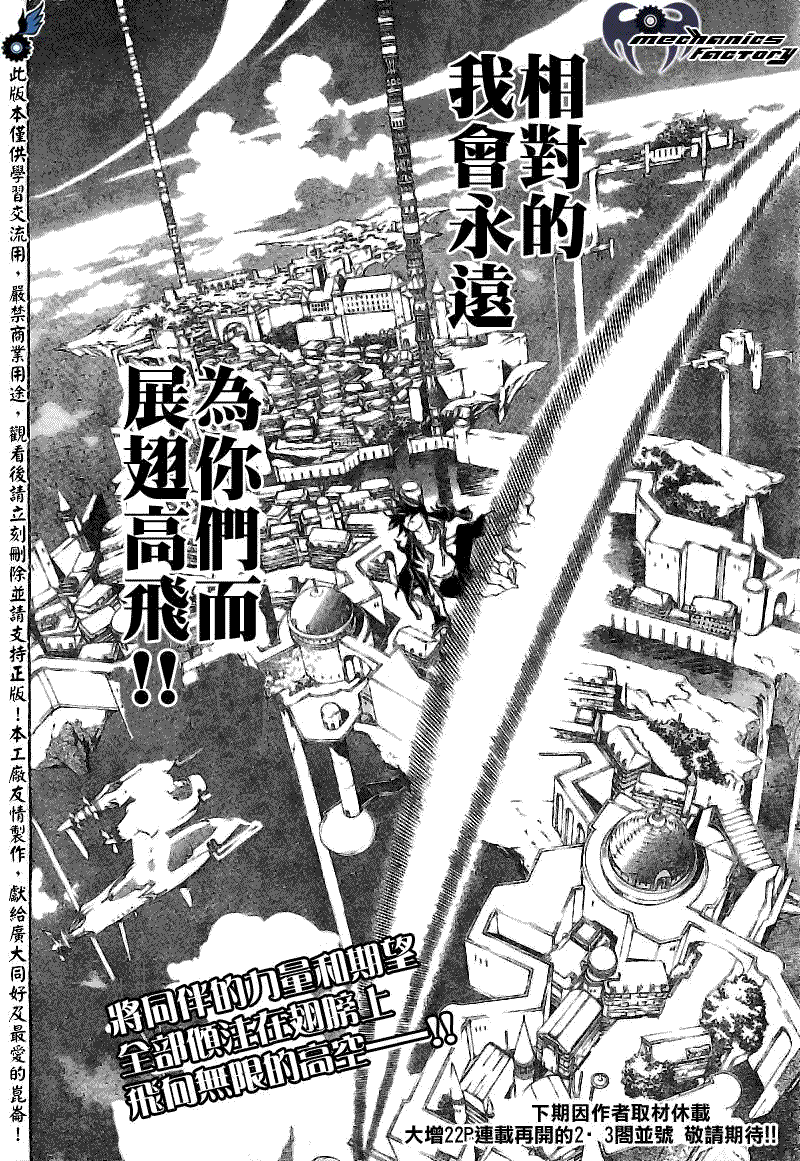 mechanics
factory
相對的
我會永遠
為你們而
展翅高飛!!
將同伴的力量和期望
全部傾注在翅膀上
飛向無限的高空——!!
下期因作者取材休載
大增22P連載再開的2·3閤並號 敬請期待!!
此版本僅供學習交流用，嚴禁商業用途，觀看後請立刻刪除並請支持正版！本工廠友情製作，獻給廣大同好及最愛的崑崙！